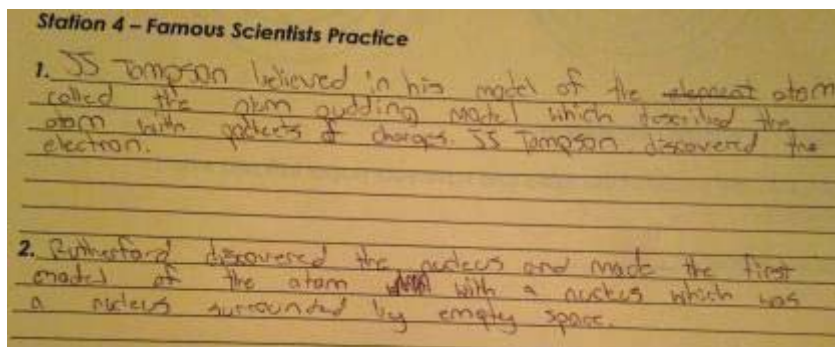 Station 4 – Famous Scientists Practice
1. JJ Tompson believed in his model of the atom
called the plum pudding model which described the
atom with pockets of charges. JJ Tompson discovered the
electron.
2. Rutherford discovered the nucleus and made the first
model of the atom with a nucleus which was
a nucleus surrounded by empty space.